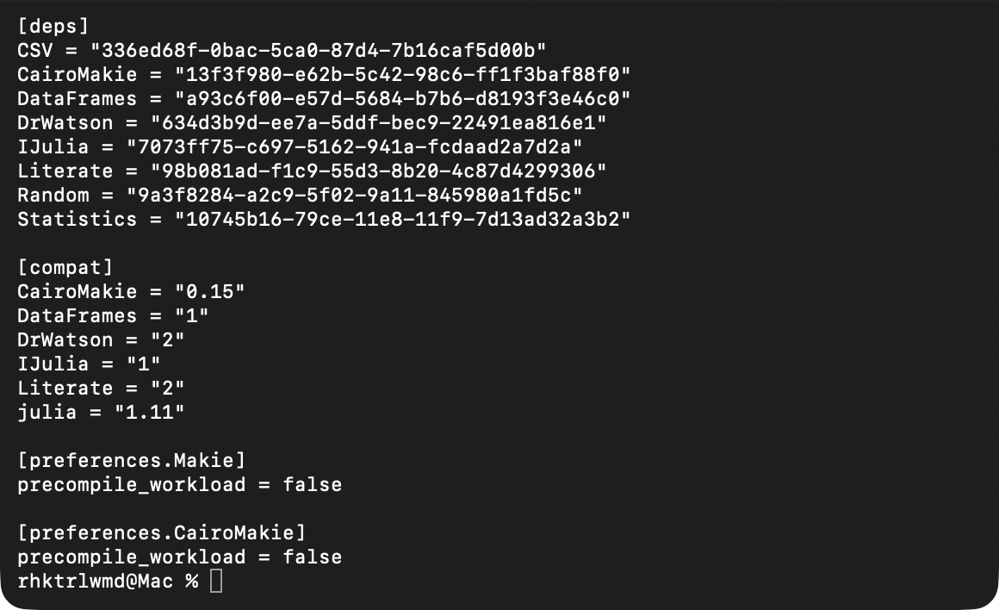 [deps]
CSV = "336ed68f-0bac-5ca0-87d4-7b16caf5d00b"
CairoMakie = "13f3f980-e62b-5c42-98c6-ff1f3baf88f0"
DataFrames = "a93c6f00-e57d-5684-b7b6-d8193f3e46c0"
DrWatson = "634d3b9d-ee7a-5ddf-bec9-22491ea816e1"
IJulia = "7073ff75-c697-5162-941a-fcdaad2a7d2a"
Literate = "98b081ad-f1c9-55d3-8b20-4c87d4299306"
Random = "9a3f8284-a2c9-5f02-9a11-845980a1fd5c"
Statistics = "10745b16-79ce-11e8-11f9-7d13ad32a3b2"

[compat]
CairoMakie = "0.15"
DataFrames = "1"
DrWatson = "2"
IJulia = "1"
Literate = "2"
julia = "1.11"

[preferences.Makie]
precompile_workload = false

[preferences.CairoMakie]
precompile_workload = false
rhktrlwmd@Mac %